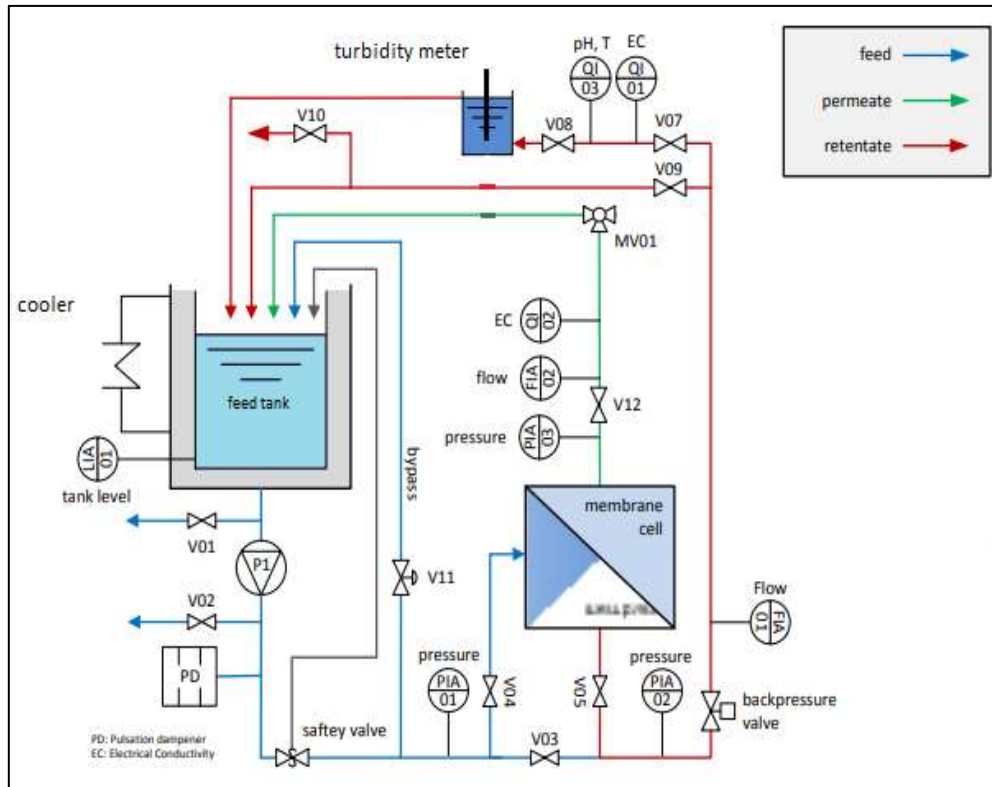 turbidity meter
pH, T
EC
QI
03
QI
01
V10
V08
V07
V09
feed
permeate
retentate
MV01
cooler
EC
QI
02
flow
FIA
02
V12
pressure
PIA
03
feed tank
LIA
01
tank level
bypass
membrane
cell
V01
P1
V11
V02
Flow
FIA
01
PD
pressure
PIA
01
V04
V05
pressure
PIA
02
backpressure
valve
saftey valve
V03
PD: Pulsation dampener
EC: Electrical Conductivity